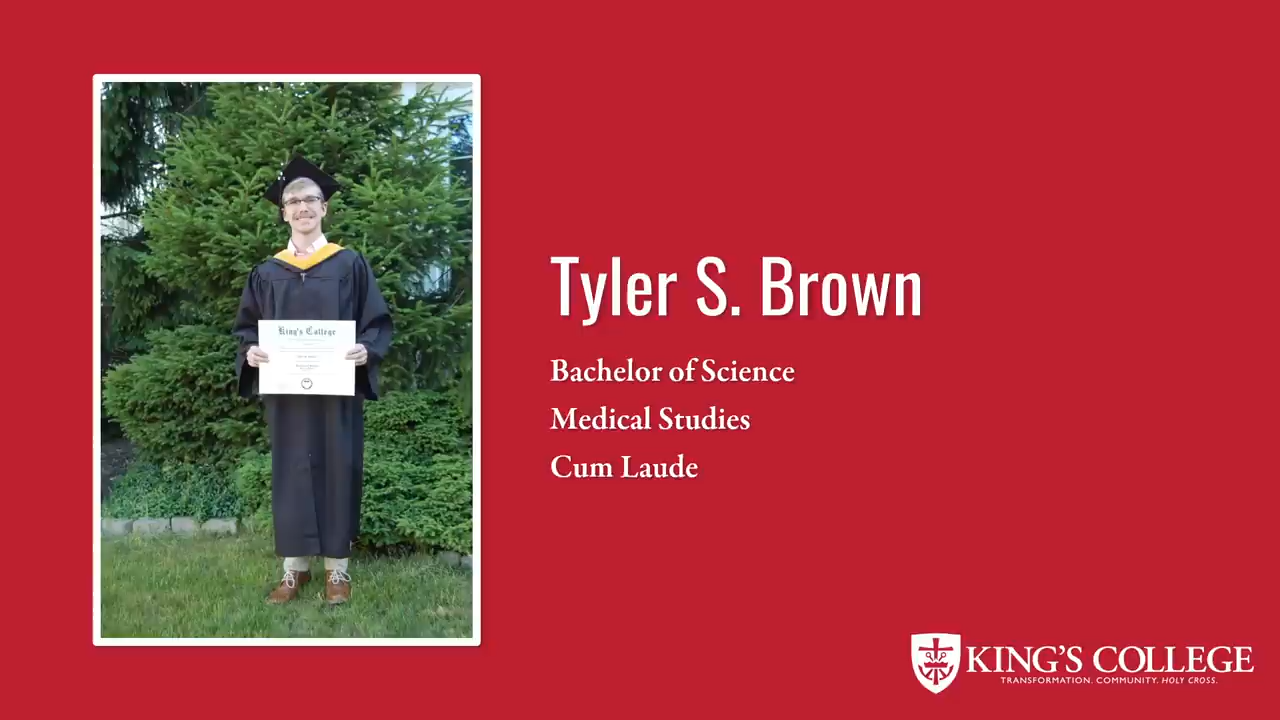 King's College
Tyler S. Brown
Bachelor of Science
Medical Studies
Cum Laude
KING'S COLLEGE
TRANSFORMATION. COMMUNITY. HOLY CROSS.